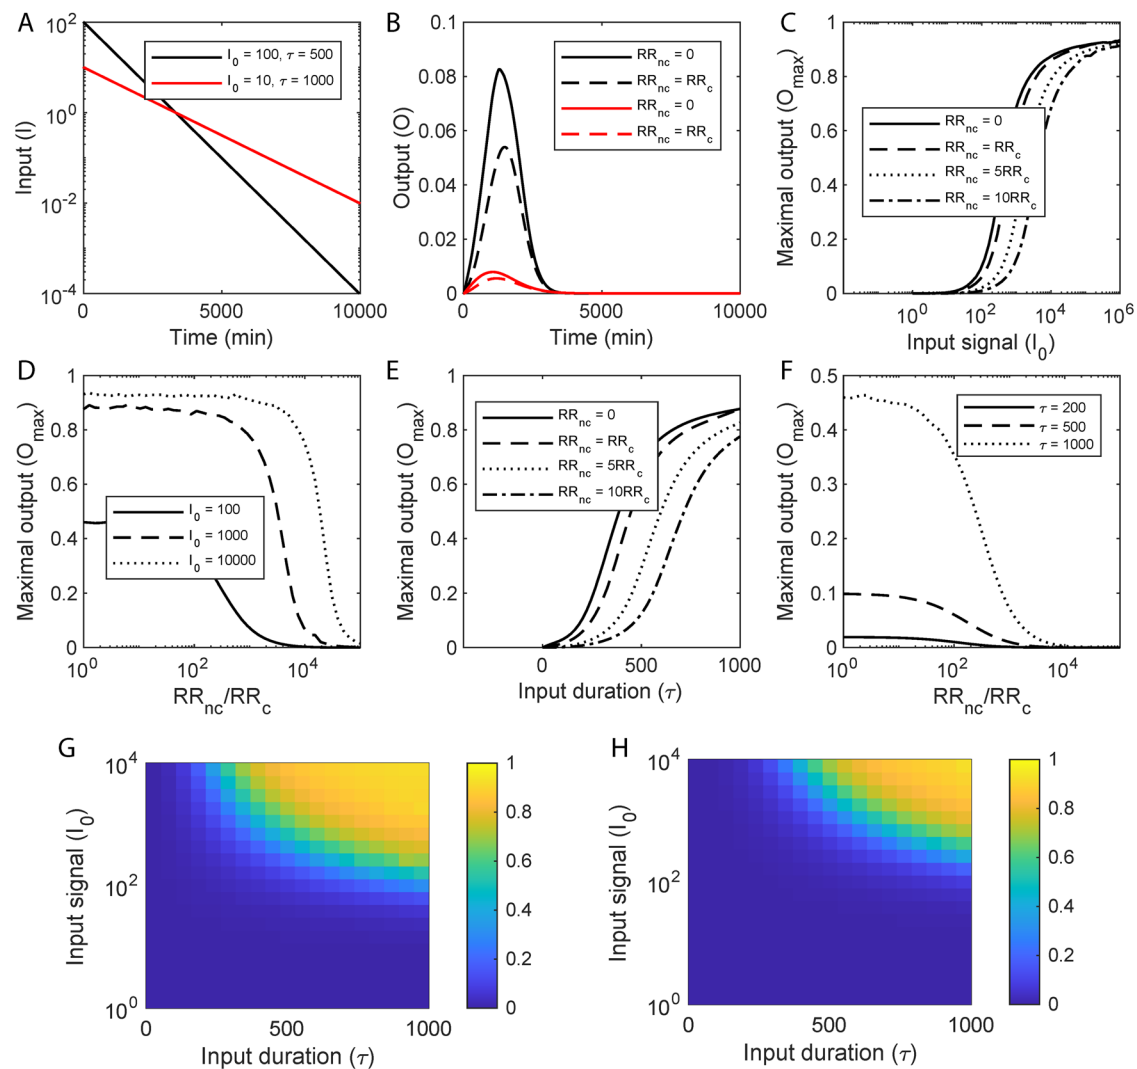 A
10^2
10^0
10^-2
10^-4
Input (I)
I_0 = 100, τ = 500
I_0 = 10, τ = 1000
0
5000
10000
Time (min)
B
0.1
0.08
0.06
0.04
0.02
0
Output (O)
RR_nc = 0
RR_nc = RR_c
RR_nc = 0
RR_nc = RR_c
0
5000
10000
Time (min)
C
1
0.8
0.6
0.4
0.2
0
Maximal output (O_max)
RR_nc = 0
RR_nc = RR_c
RR_nc = 5RR_c
RR_nc = 10RR_c
10^0
10^2
10^4
10^6
Input signal (I_0)
D
1
0.8
0.6
0.4
0.2
0
Maximal output (O_max)
I_0 = 100
I_0 = 1000
I_0 = 10000
10^0
10^2
10^4
RR_nc/RR_c
E
1
0.8
0.6
0.4
0.2
0
Maximal output (O_max)
RR_nc = 0
RR_nc = RR_c
RR_nc = 5RR_c
RR_nc = 10RR_c
0
500
1000
Input duration (τ)
F
0.5
0.4
0.3
0.2
0.1
0
Maximal output (O_max)
τ = 200
τ = 500
τ = 1000
10^0
10^2
10^4
RR_nc/RR_c
G
10^4
10^2
10^0
Input signal (I_0)
0
500
1000
Input duration (τ)
1
0.8
0.6
0.4
0.2
0
H
10^4
10^2
10^0
Input signal (I_0)
0
500
1000
Input duration (τ)
1
0.8
0.6
0.4
0.2
0